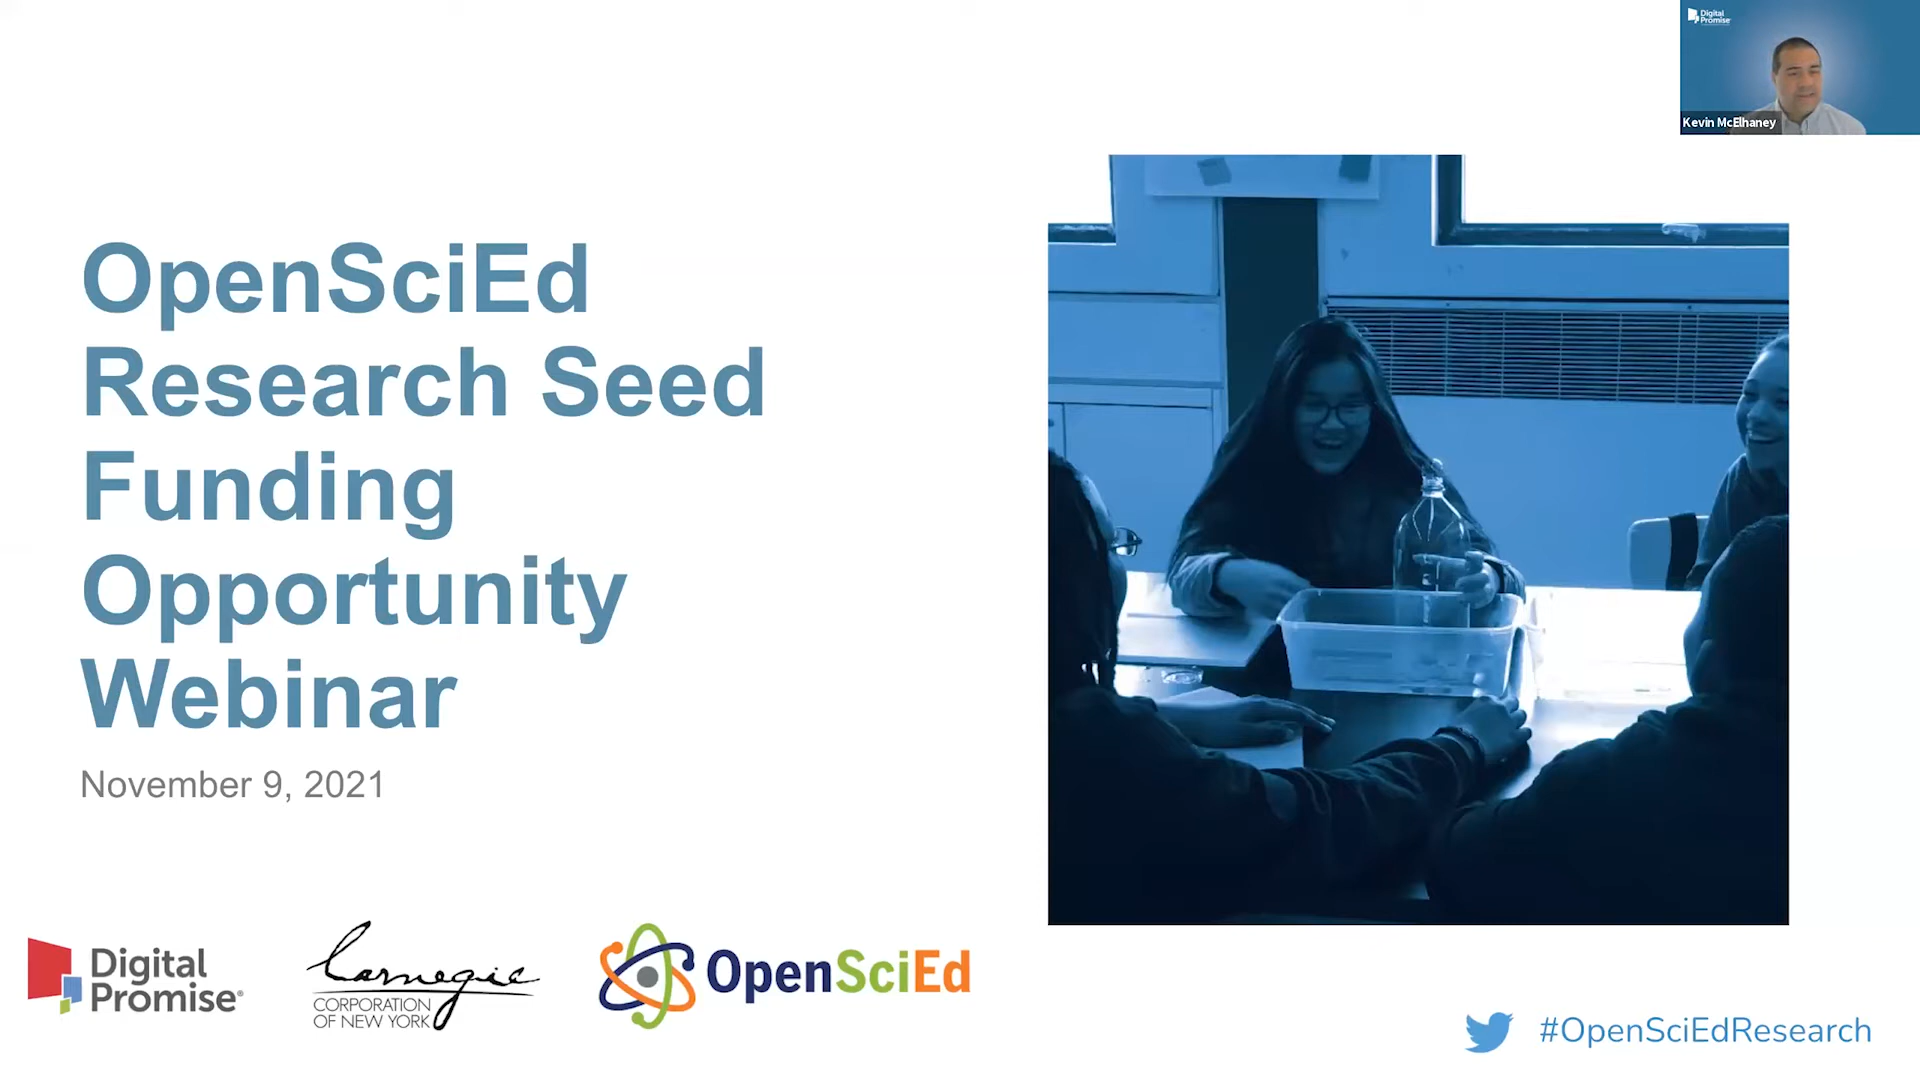 Digital
Promise
Kevin McElhaney
OpenSciEd
Research Seed
Funding
Opportunity
Webinar
November 9, 2021
Digital
Promise®
Carnegie
CORPORATION
OF NEW YORK
OpenSciEd
#OpenSciEdResearch